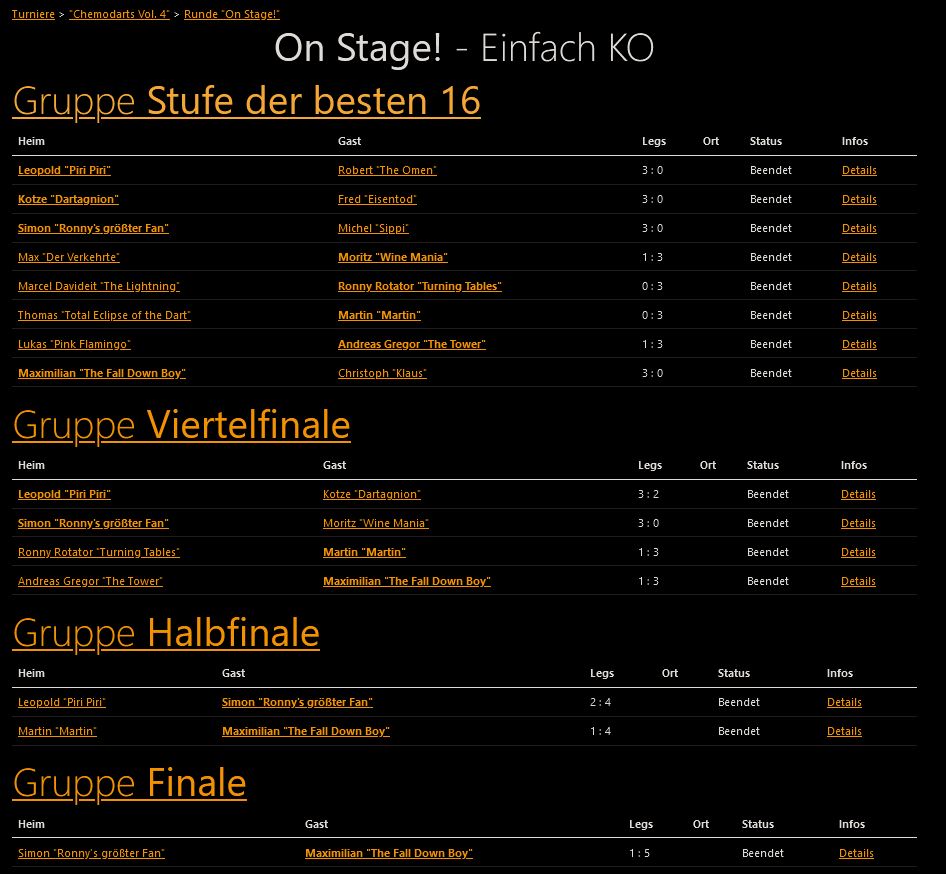 Turniere > "Chemodarts Vol. 4" > Runde "On Stage!"
On Stage! - Einfach KO
Gruppe Stufe der besten 16
Heim Gast Legs Ort Status Infos
Leopold "Piri Piri" Robert "The Omen" 3 : 0 Beendet Details
Kotze "Dartagnion" Fred "Eisentod" 3 : 0 Beendet Details
Simon "Ronny's größter Fan" Michel "Sippi" 3 : 0 Beendet Details
Max "Der Verkehrte" Moritz "Wine Mania" 1 : 3 Beendet Details
Marcel Davideit "The Lightning" Ronny Rotator "Turning Tables" 0 : 3 Beendet Details
Thomas "Total Eclipse of the Dart" Martin "Martin" 0 : 3 Beendet Details
Lukas "Pink Flamingo" Andreas Gregor "The Tower" 1 : 3 Beendet Details
Maximilian "The Fall Down Boy" Christoph "Klaus" 3 : 0 Beendet Details
Gruppe Viertelfinale
Heim Gast Legs Ort Status Infos
Leopold "Piri Piri" Kotze "Dartagnion" 3 : 2 Beendet Details
Simon "Ronny's größter Fan" Moritz "Wine Mania" 3 : 0 Beendet Details
Ronny Rotator "Turning Tables" Martin "Martin" 1 : 3 Beendet Details
Andreas Gregor "The Tower" Maximilian "The Fall Down Boy" 1 : 3 Beendet Details
Gruppe Halbfinale
Heim Gast Legs Ort Status Infos
Leopold "Piri Piri" Simon "Ronny's größter Fan" 2 : 4 Beendet Details
Martin "Martin" Maximilian "The Fall Down Boy" 1 : 4 Beendet Details
Gruppe Finale
Heim Gast Legs Ort Status Infos
Simon "Ronny's größter Fan" Maximilian "The Fall Down Boy" 1 : 5 Beendet Details